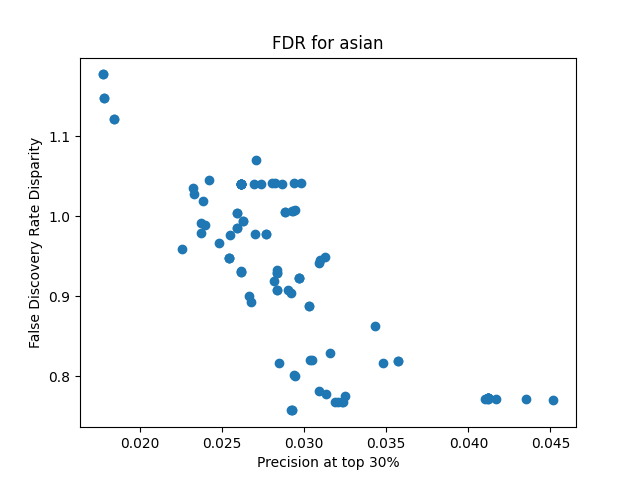 FDR for asian
1.1
1.0
0.9
0.8
False Discovery Rate Disparity
0.020 0.025 0.030 0.035 0.040 0.045
Precision at top 30%